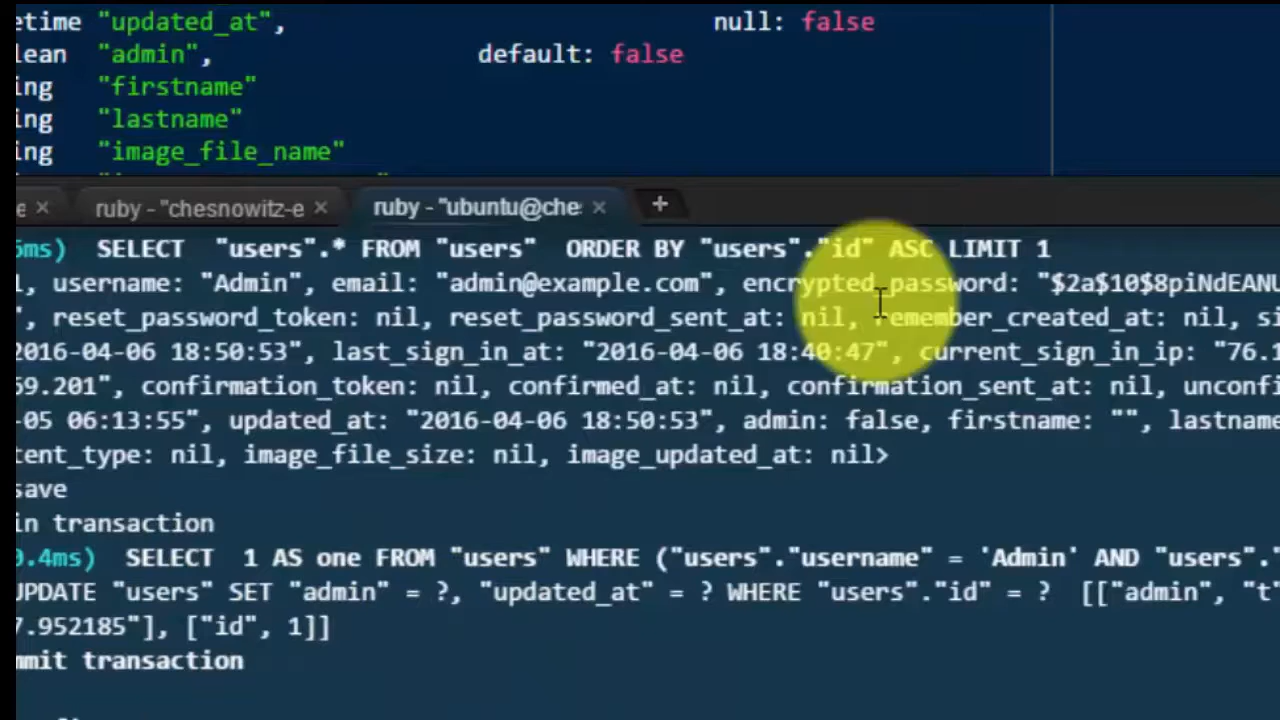 etime "updated_at", null: false
lean "admin", default: false
ing "firstname"
ing "lastname"
ing "image_file_name"
e × ruby - "chesnowitz-e × ruby - "ubuntu@che: × +
5ms) SELECT "users".* FROM "users" ORDER BY "users"."id" ASC LIMIT 1
l, username: "Admin", email: "admin@example.com", encrypted_password: "$2a$10$8piNdEANU
", reset_password_token: nil, reset_password_sent_at: nil, remember_created_at: nil, si
2016-04-06 18:50:53", last_sign_in_at: "2016-04-06 18:40:47", current_sign_in_ip: "76.1
59.201", confirmation_token: nil, confirmed_at: nil, confirmation_sent_at: nil, unconfi
-05 06:13:55", updated_at: "2016-04-06 18:50:53", admin: false, firstname: "", lastname
tent_type: nil, image_file_size: nil, image_updated_at: nil>
save
in transaction
0.4ms) SELECT 1 AS one FROM "users" WHERE ("users"."username" = 'Admin' AND "users"."
UPDATE "users" SET "admin" = ?, "updated_at" = ? WHERE "users"."id" = ? [["admin", "t"
7.952185"], ["id", 1]]
mmit transaction